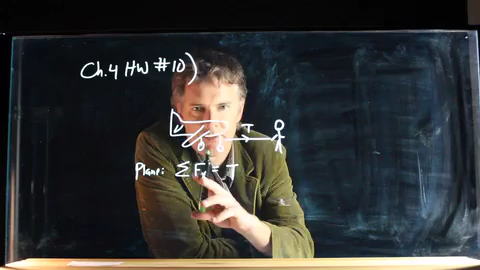 Ch.4 HW #10)
T
Plane: ΣFx = T